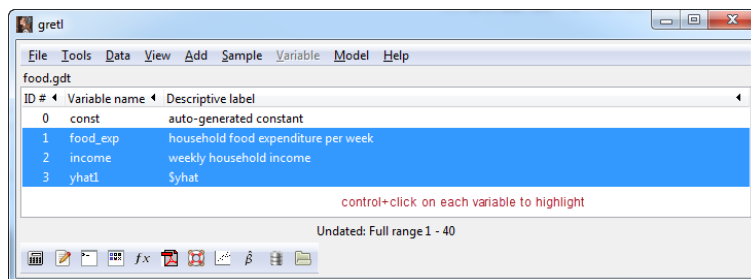 gretl
File Tools Data View Add Sample Variable Model Help
food.gdt
ID # Variable name Descriptive label
0 const auto-generated constant
1 food_exp household food expenditure per week
2 income weekly household income
3 yhat1 $yhat
control+click on each variable to highlight
Undated: Full range 1 - 40
fx β̂